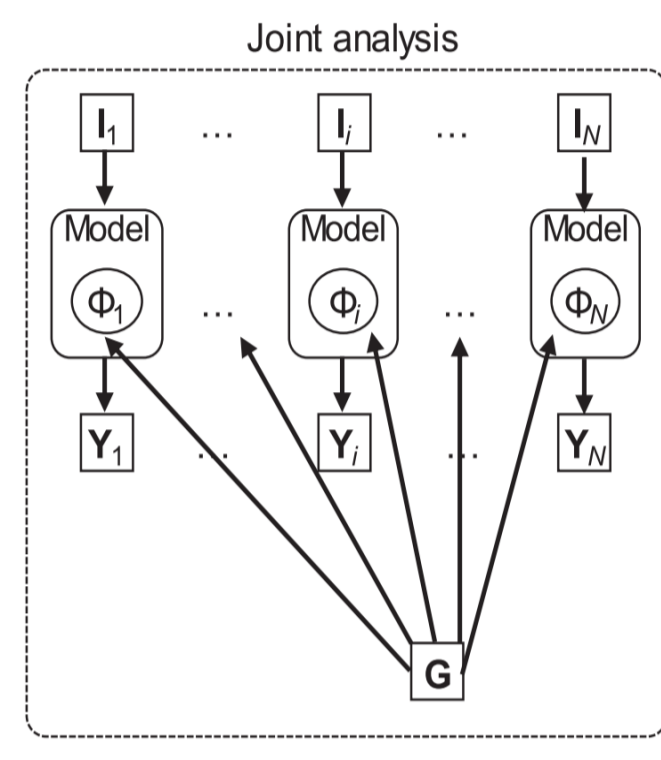 Joint analysis
I1 ... Ii ... IN
Model Model Model
Φ1 ... Φi ... ΦN
Y1 ... Yi ... YN
G